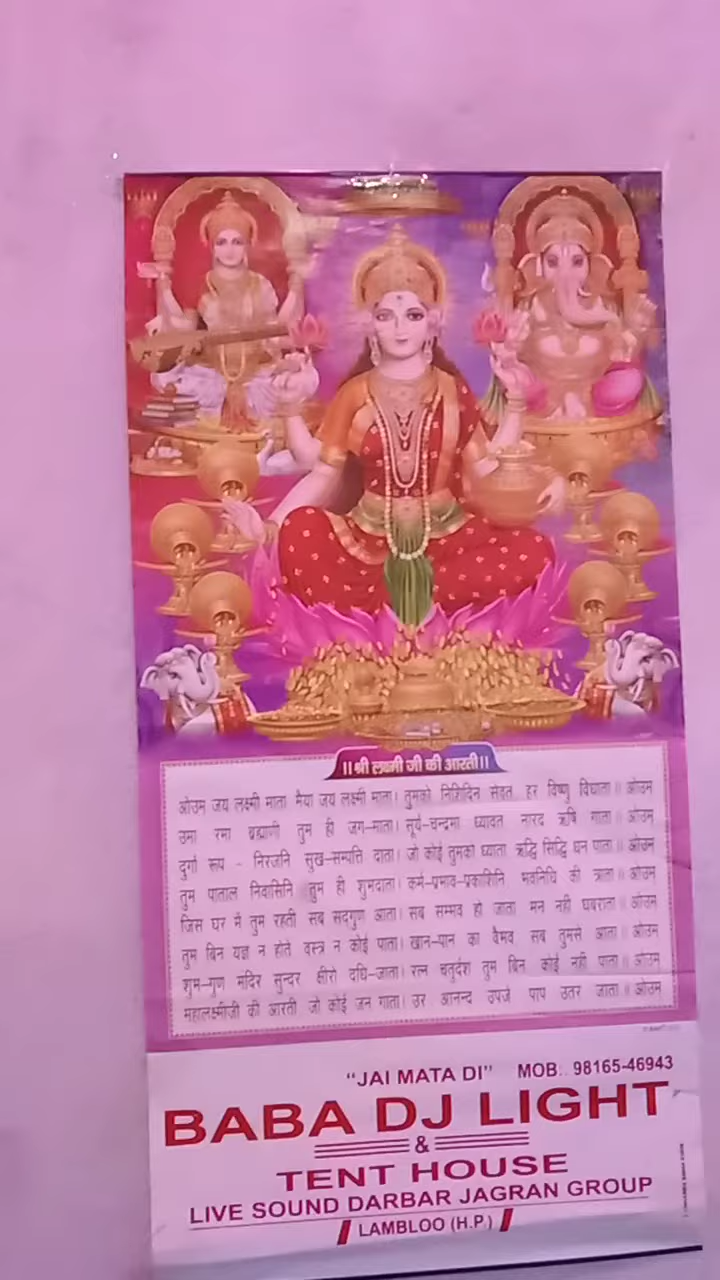 ॥श्री लक्ष्मी जी की आरती॥
ओउम जय लक्ष्मी माता मैया जय लक्ष्मी माता। तुमको निशिदिन सेवत हर विष्णु विधाता॥ ओउम
उमा रमा ब्रह्माणी तुम ही जग-माता। सूर्य-चन्द्रमा ध्यावत नारद ऋषि गाता॥ ओउम
दुर्गा रूप - निरंजनि सुख-सम्पत्ति दाता। जो कोई तुमको ध्याता ऋद्धि सिद्धि धन पाता॥ ओउम
तुम पाताल निवासिनि तुम ही शुभदाता। कर्म-प्रभाव-प्रकाशिनि भवनिधि की त्राता॥ ओउम
जिस घर में तुम रहती सब सद्‌गुण आता। सब सम्भव हो जाता मन नहीं घबराता॥ ओउम
तुम बिन यज्ञ न होते वस्त्र न कोई पाता। खान-पान का वैभव सब तुमसे आता॥ ओउम
शुभ-गुण मंदिर सुन्दर क्षीरो दधि-जाता। रत्न चतुर्दश तुम बिन कोई नहीं पाता॥ ओउम
महालक्ष्मीजी की आरती जो कोई जन गाता। उर आनन्द उपजे पाप उतर जाता॥ ओउम
"JAI MATA DI" MOB.: 98165-46943
BABA DJ LIGHT
&
TENT HOUSE
LIVE SOUND DARBAR JAGRAN GROUP
LAMBLOO (H.P.)